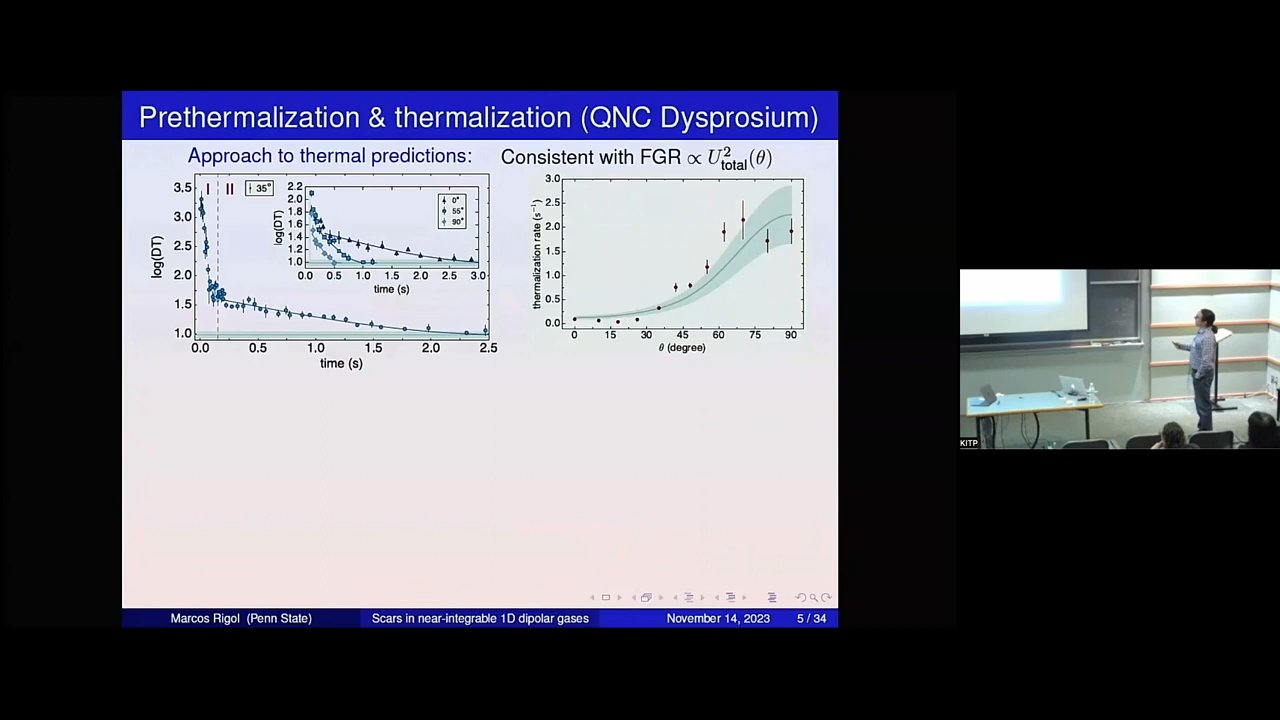 Prethermalization & thermalization (QNC Dysprosium)
Approach to thermal predictions:
Consistent with FGR ∝ U²total(θ)
log(DT)
3.5
3.0
2.5
2.0
1.5
1.0
I II
35°
0.0 0.5 1.0 1.5 2.0 2.5
time (s)
log(DT)
2.2
2.0
1.8
1.6
1.4
1.2
1.0
0°
55°
90°
0.0 0.5 1.0 1.5 2.0 2.5 3.0
time (s)
thermalization rate (s⁻¹)
3.0
2.5
2.0
1.5
1.0
0.5
0.0
0 15 30 45 60 75 90
θ (degree)
Marcos Rigol (Penn State) Scars in near-integrable 1D dipolar gases November 14, 2023 5 / 34
KITP